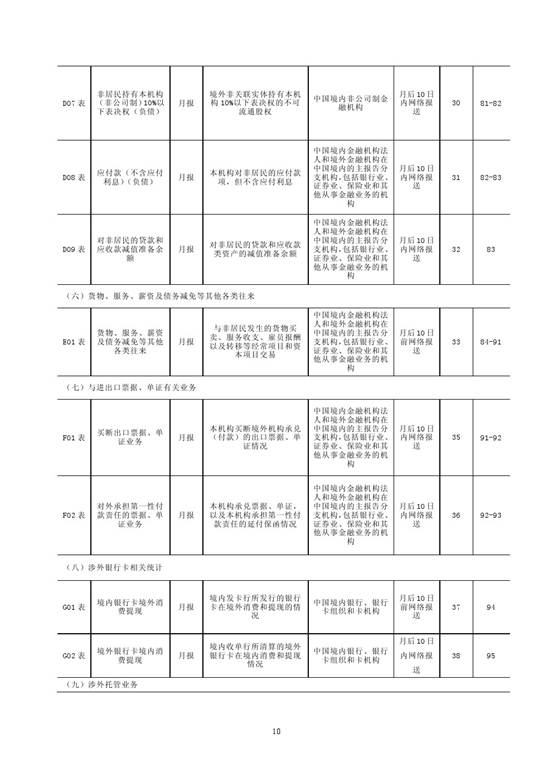 D07 表
非居民持有本机构
（非公司制)10%以
下表决权（负债）
月报
境外非关联实体持有本机
构 10%以下表决权的不可
流通股权
中国境内非公司制金
融机构
月后 10 日
内网络报
送
30
81-82
D08 表
应付款（不含应付
利息）(负债）
月报
本机构对非居民的应付款
项，但不含应付利息
中国境内金融机构法
人和境外金融机构在
中国境内的主报告分
支机构,包括银行业、
证券业、保险业和其
他从事金融业务的机
构
月后 10 日
内网络报
送
31
82-83
D09 表
对非居民的贷款和
应收款减值准备余
额
月报
对非居民的贷款和应收款
类资产的减值准备余额
中国境内金融机构法
人和境外金融机构在
中国境内的主报告分
支机构,包括银行业、
证券业、保险业和其
他从事金融业务的机
构
月后 10 日
内网络报
送
32
83
（六）货物、服务、薪资及债务减免等其他各类往来
E01 表
货物、服务、薪资
及债务减免等其他
各类往来
月报
与非居民发生的货物买
卖、服务收支、雇员报酬
以及转移等经常项目和资
本项目交易
中国境内金融机构法
人和境外金融机构在
中国境内的主报告分
支机构,包括银行业、
证券业、保险业和其
他从事金融业务的机
构
月后 10 日
前网络报
送
33
84-91
（七）与进出口票据、单证有关业务
F01 表
买断出口票据、单
证业务
月报
本机构买断境外机构承兑
（付款）的出口票据、单
证情况
中国境内金融机构法
人和境外金融机构在
中国境内的主报告分
支机构,包括银行业、
证券业、保险业和其
他从事金融业务的机
构
月后 10 日
内网络报
送
35
91-92
F02 表
对外承担第一性付
款责任的票据、单
证业务
月报
本机构承兑票据、单证，
以及本机构承担第一性付
款责任的延付保函情况
中国境内金融机构法
人和境外金融机构在
中国境内的主报告分
支机构,包括银行业、
证券业、保险业和其
他从事金融业务的机
构
月后 10 日
内网络报
送
36
92-93
（八）涉外银行卡相关统计
G01 表
境内银行卡境外消
费提现
月报
境内发卡行所发行的银行
卡在境外消费和提现的情
况
中国境内银行、银行
卡组织和卡机构
月后 10 日
前网络报
送
37
94
G02 表
境外银行卡境内消
费提现
月报
境内收单行所清算的境外
银行卡在境内消费和提现
情况
中国境内银行、银行
卡组织和卡机构
月后 10 日
内网络报
送
38
95
（九）涉外托管业务
10